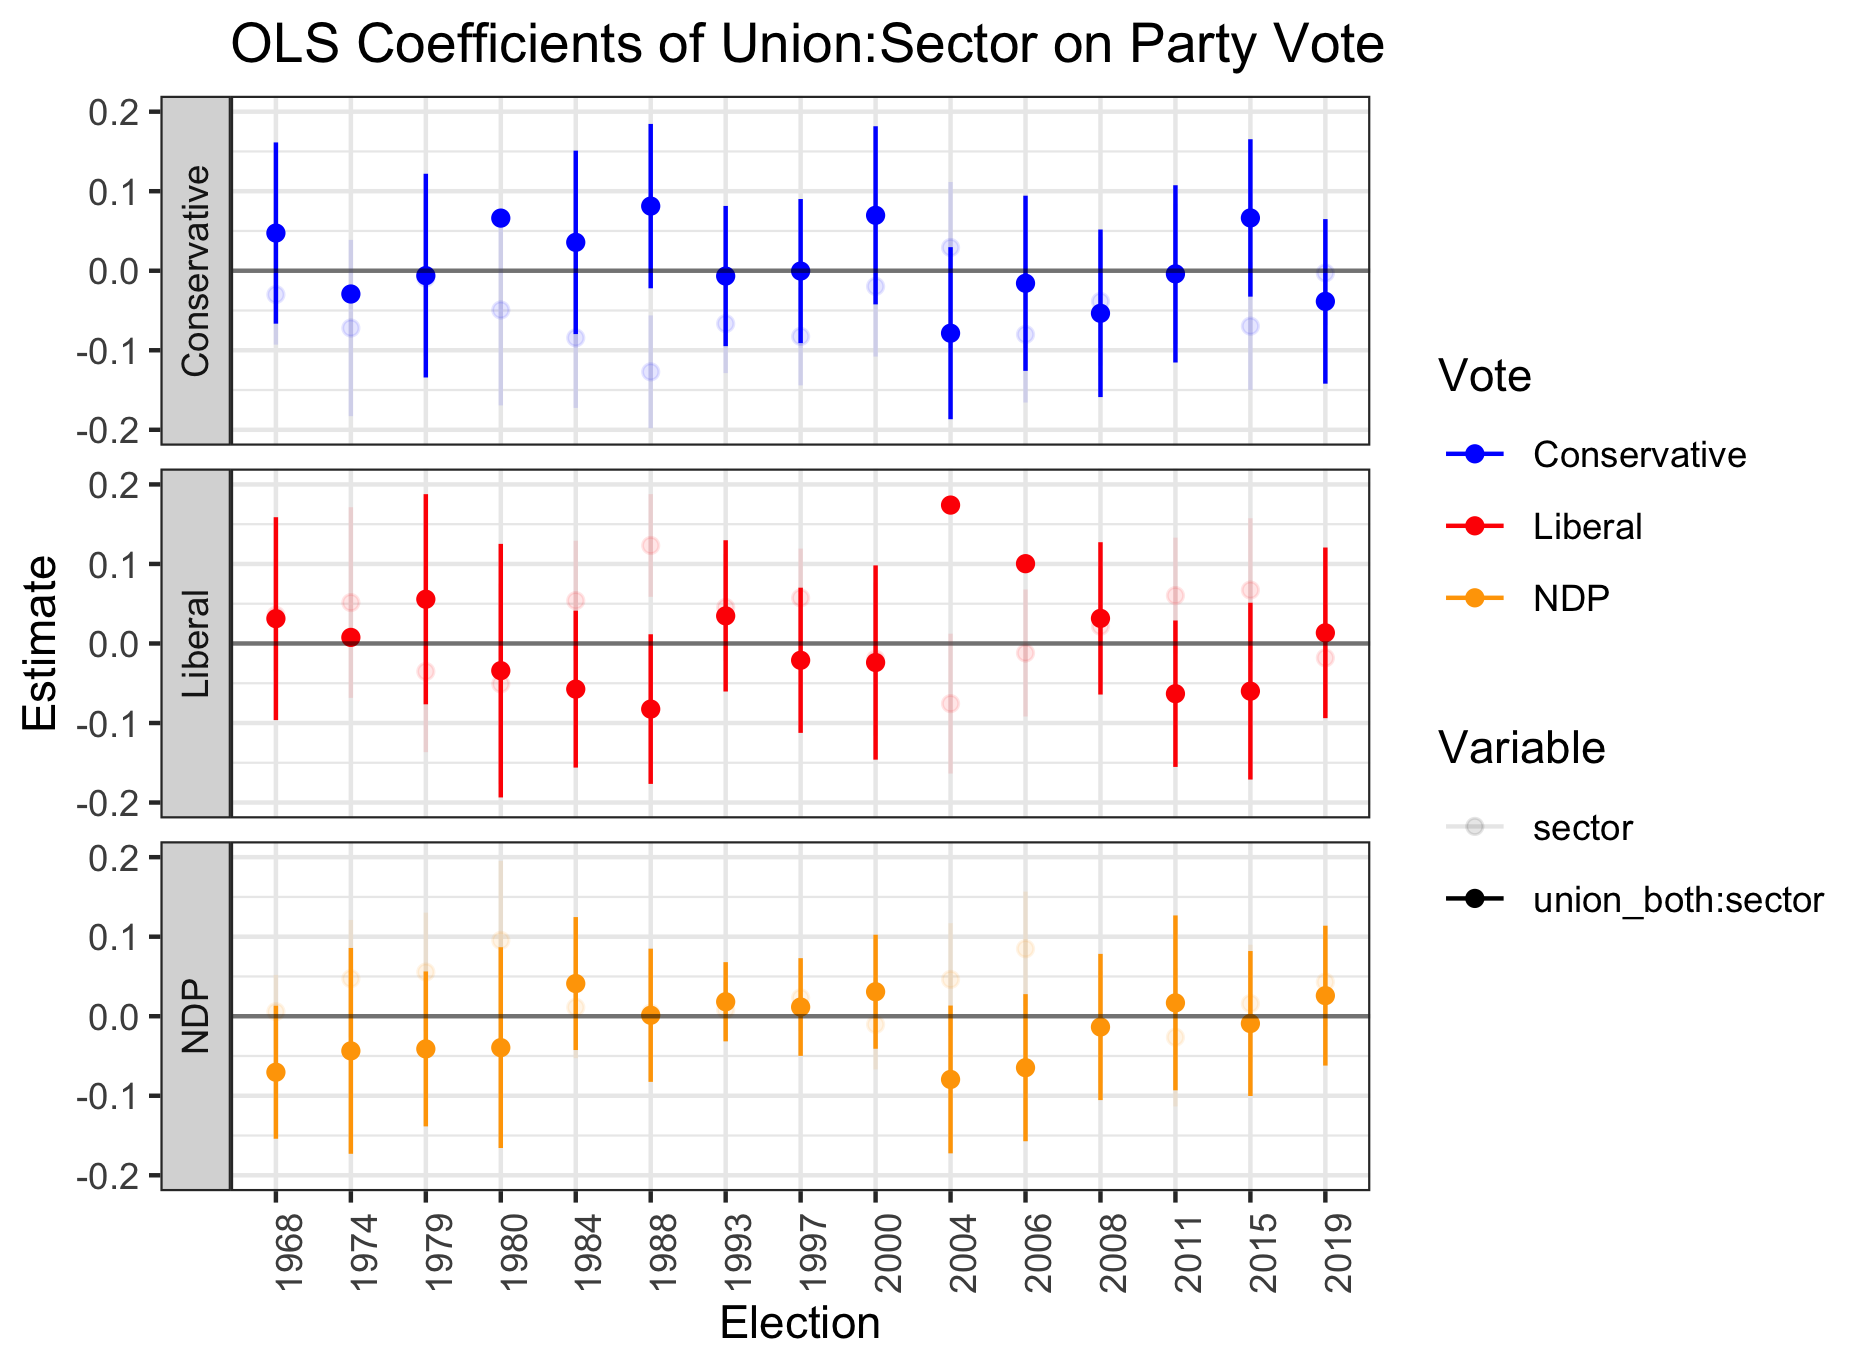 OLS Coefficients of Union:Sector on Party Vote
Estimate
Conservative
0.2
0.1
0.0
-0.1
-0.2
Liberal
0.2
0.1
0.0
-0.1
-0.2
NDP
0.2
0.1
0.0
-0.1
-0.2
1968
1974
1979
1980
1984
1988
1993
1997
2000
2004
2006
2008
2011
2015
2019
Election
Vote
Conservative
Liberal
NDP
Variable
sector
union_both:sector